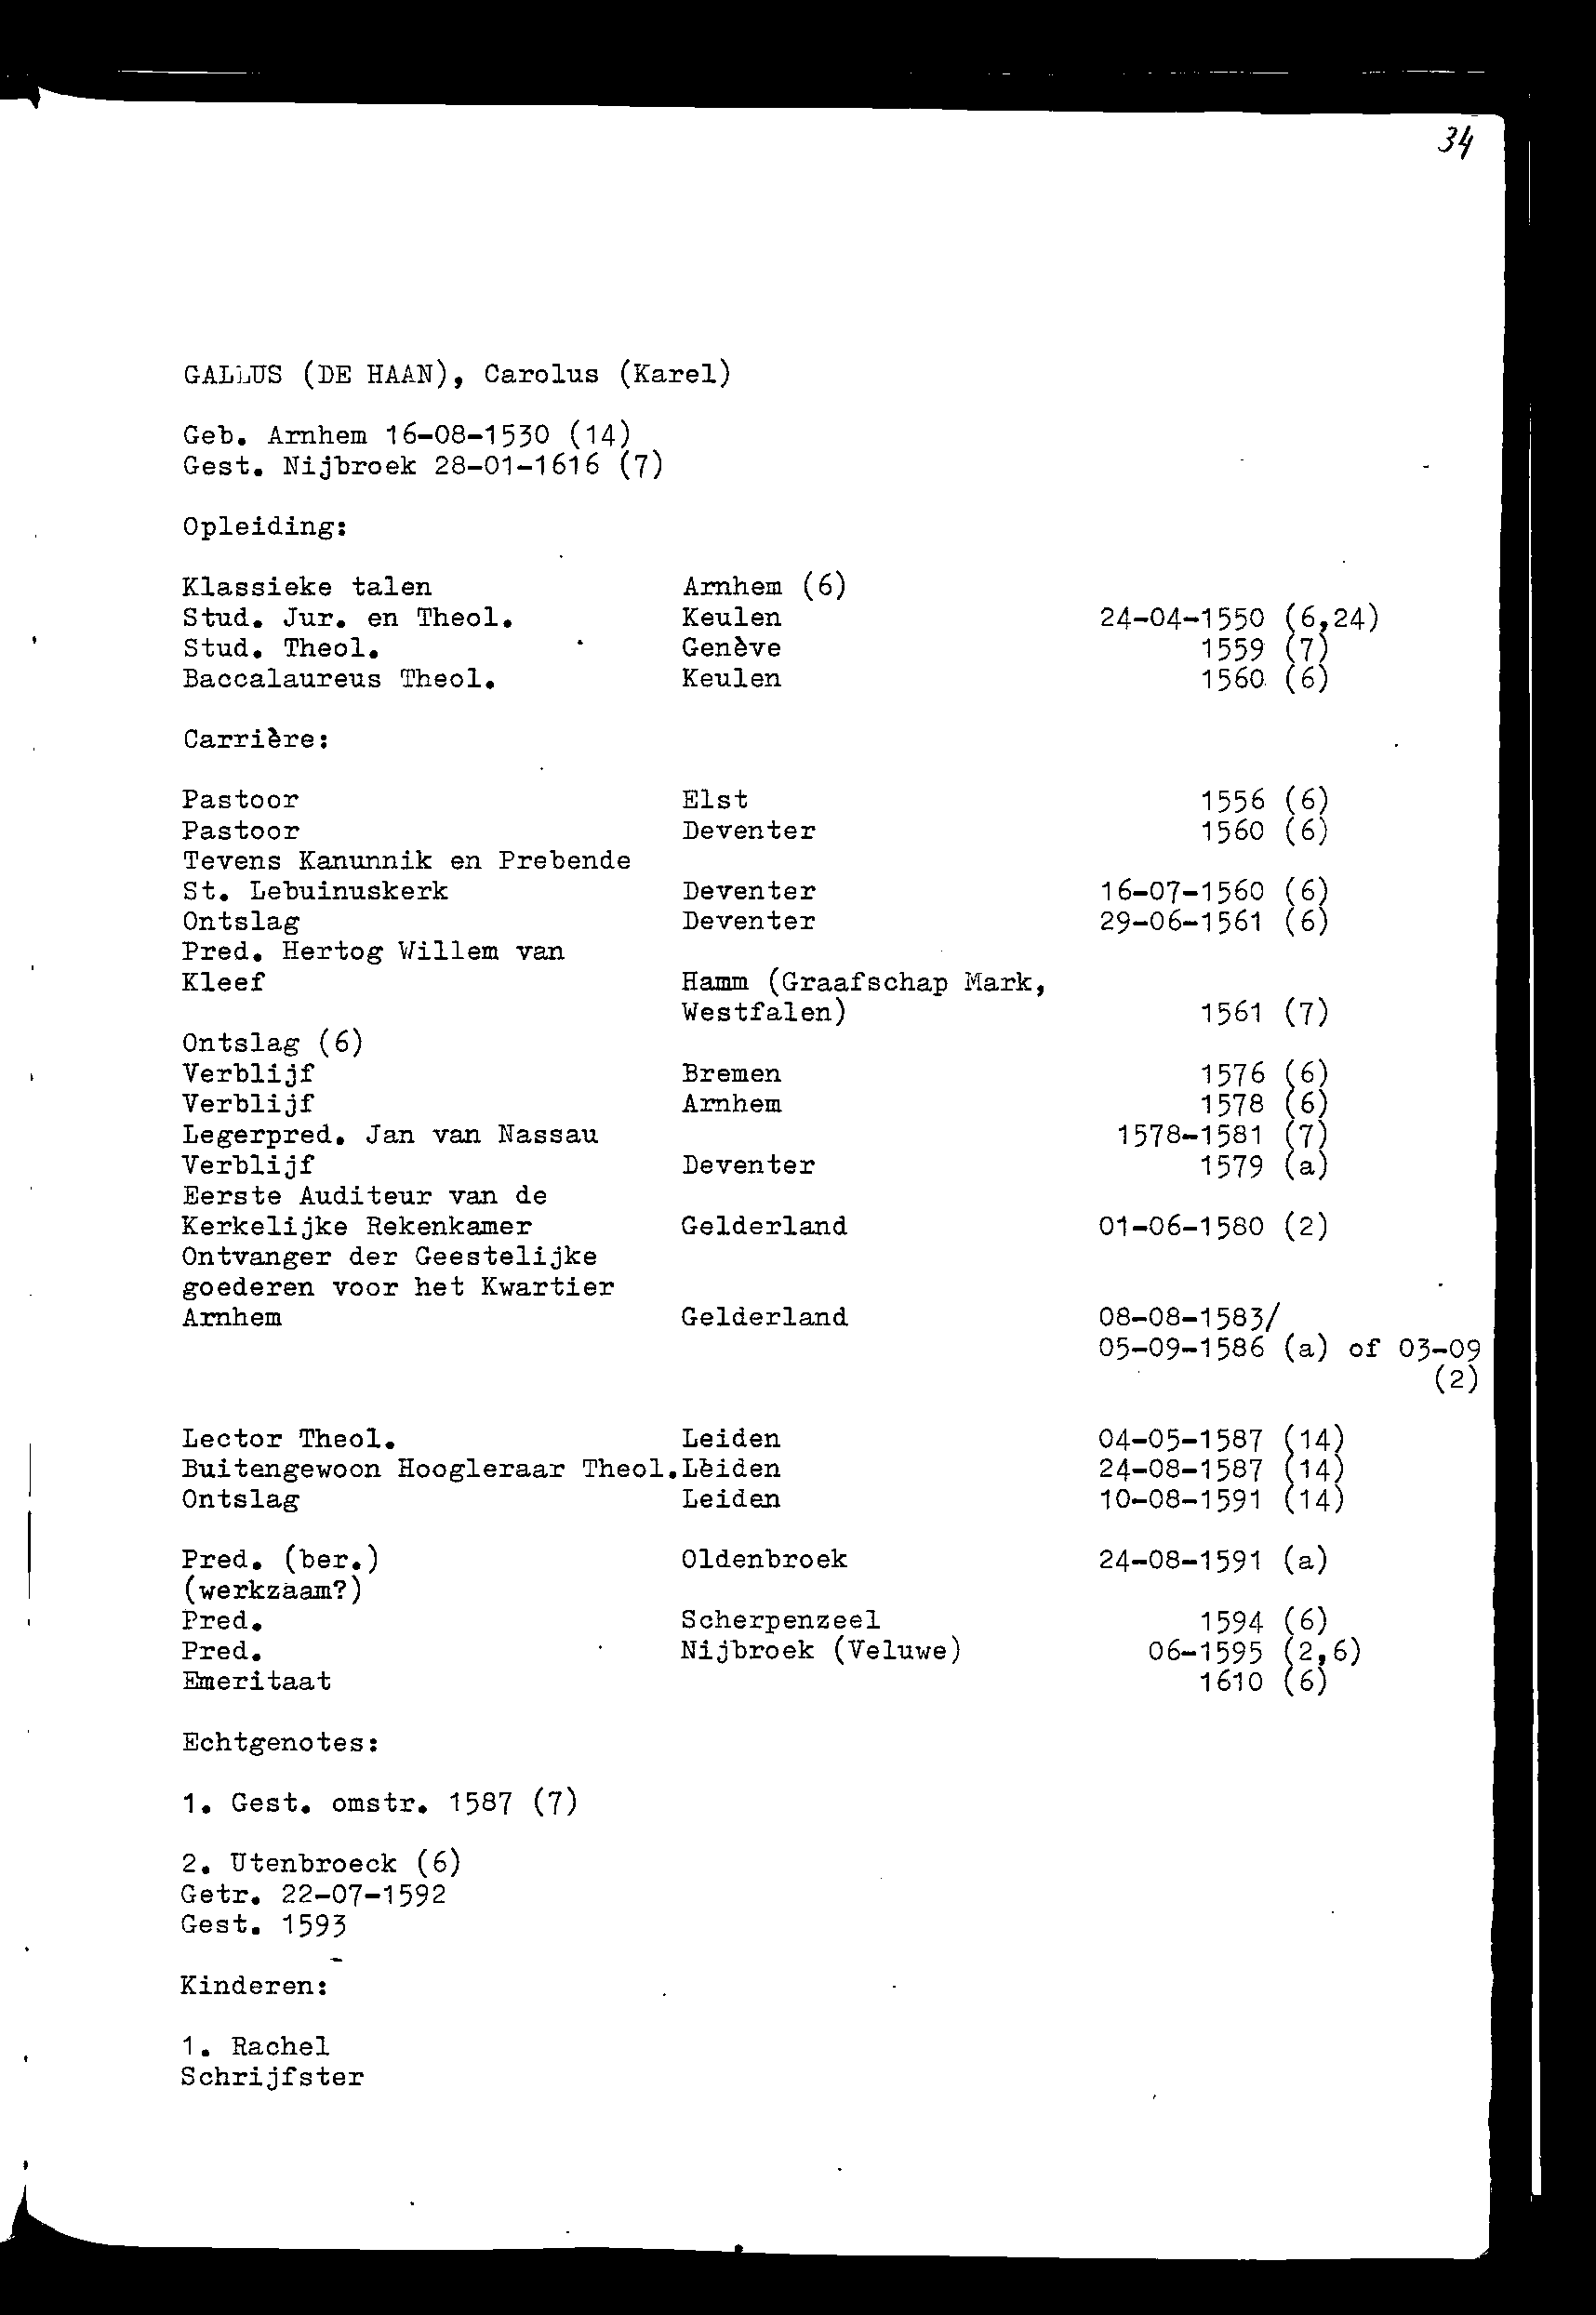 34
GALLUS (DE HAAN), Carolus (Karel)
Geb. Arnhem 16-08-1530 (14)
Gest. Nijbroek 28-01-1616 (7)
Opleiding:
Klassieke talen Arnhem (6)
Stud. Jur. en Theol. Keulen 24-04-1550 (6,24)
Stud. Theol. Genève 1559 (7)
Baccalaureus Theol. Keulen 1560 (6)
Carrière:
Pastoor Elst 1556 (6)
Pastoor Deventer 1560 (6)
Tevens Kanunnik en Prebende
St. Lebuinuskerk Deventer 16-07-1560 (6)
Ontslag Deventer 29-06-1561 (6)
Pred. Hertog Willem van
Kleef Hamm (Graafschap Mark,
Westfalen) 1561 (7)
Ontslag (6)
Verblijf Bremen 1576 (6)
Verblijf Arnhem 1578 (6)
Legerpred. Jan van Nassau 1578-1581 (7)
Verblijf Deventer 1579 (a)
Eerste Auditeur van de
Kerkelijke Rekenkamer Gelderland 01-06-1580 (2)
Ontvanger der Geestelijke
goederen voor het Kwartier
Arnhem Gelderland 08-08-1583/
05-09-1586 (a) of 03-09
(2)
Lector Theol. Leiden 04-05-1587 (14)
Buitengewoon Hoogleraar Theol. Leiden 24-08-1587 (14)
Ontslag Leiden 10-08-1591 (14)
Pred. (ber.) Oldenbroek 24-08-1591 (a)
(werkzaam?)
Pred. Scherpenzeel 1594 (6)
Pred. Nijbroek (Veluwe) 06-1595 (2,6)
Emeritaat 1610 (6)
Echtgenotes:
1. Gest. omstr. 1587 (7)
2. Utenbroeck (6)
Getr. 22-07-1592
Gest. 1593
Kinderen:
1. Rachel
Schrijfster